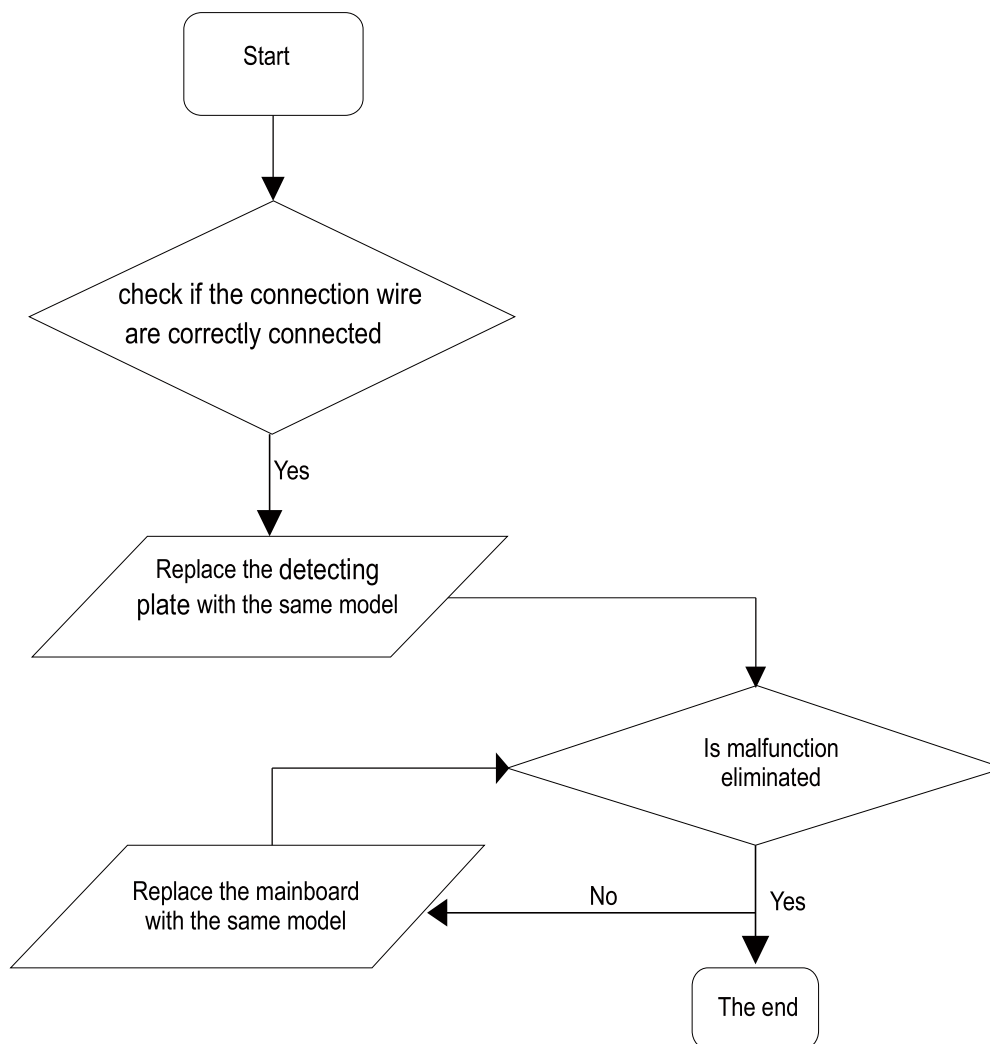 Start
check if the connection wire
are correctly connected
Yes
Replace the detecting
plate with the same model
Is malfunction
eliminated
Replace the mainboard
with the same model
No
Yes
The end